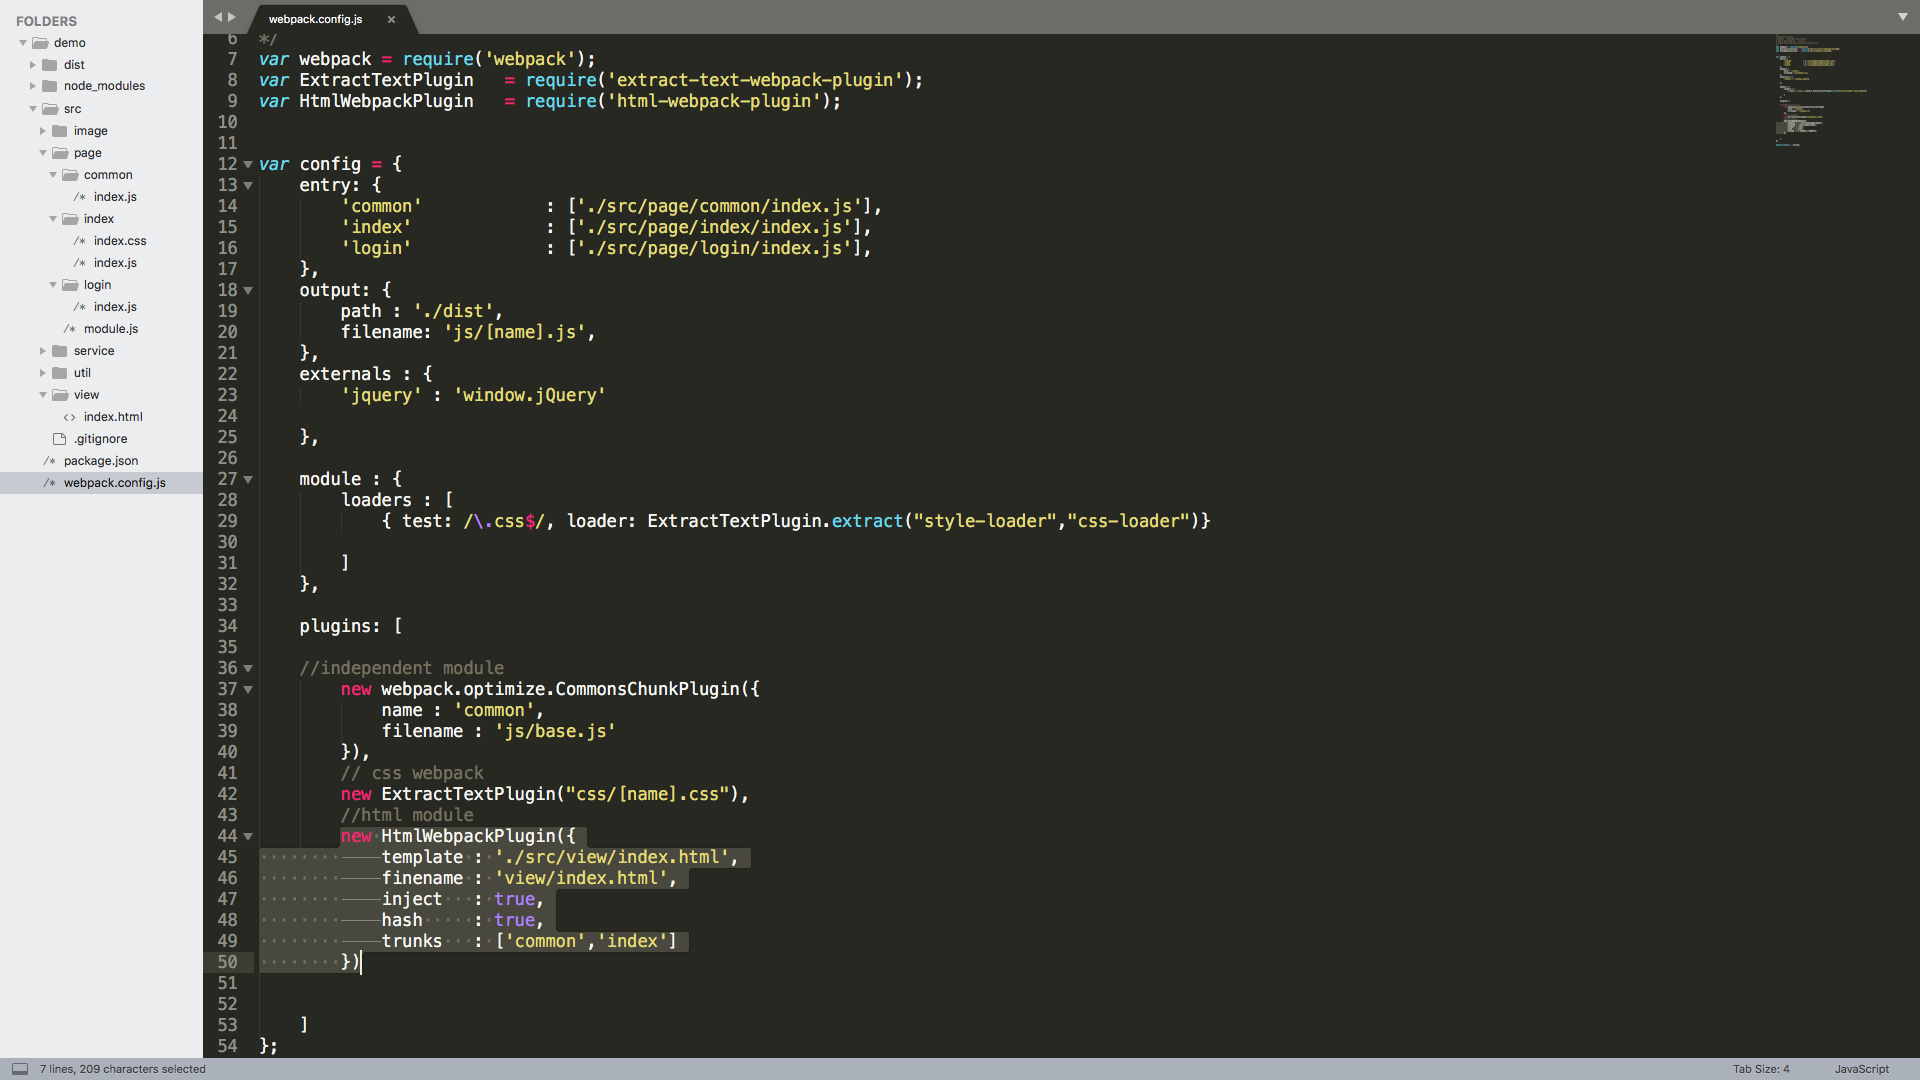 FOLDERS
demo
dist
node_modules
src
image
page
common
/* index.js
index
/* index.css
/* index.js
login
/* index.js
/* module.js
service
util
view
<> index.html
.gitignore
/* package.json
/* webpack.config.js
webpack.config.js ×
6 */
7 var webpack = require('webpack');
8 var ExtractTextPlugin   = require('extract-text-webpack-plugin');
9 var HtmlWebpackPlugin   = require('html-webpack-plugin');
10
11
12 var config = {
13     entry: {
14         'common'            : ['./src/page/common/index.js'],
15         'index'             : ['./src/page/index/index.js'],
16         'login'             : ['./src/page/login/index.js'],
17     },
18     output: {
19         path : './dist',
20         filename: 'js/[name].js',
21     },
22     externals : {
23         'jquery' : 'window.jQuery'
24
25     },
26
27     module : {
28         loaders : [
29             { test: /\.css$/, loader: ExtractTextPlugin.extract("style-loader","css-loader")}
30
31         ]
32     },
33
34     plugins: [
35
36     //independent module
37         new webpack.optimize.CommonsChunkPlugin({
38             name : 'common',
39             filename : 'js/base.js'
40         }),
41         // css webpack
42         new ExtractTextPlugin("css/[name].css"),
43         //html module
44         new HtmlWebpackPlugin({
45             template : './src/view/index.html',
46             finename : 'view/index.html',
47             inject   : true,
48             hash     : true,
49             trunks   : ['common','index']
50         })
51
52
53     ]
54 };
7 lines, 209 characters selected
Tab Size: 4
JavaScript